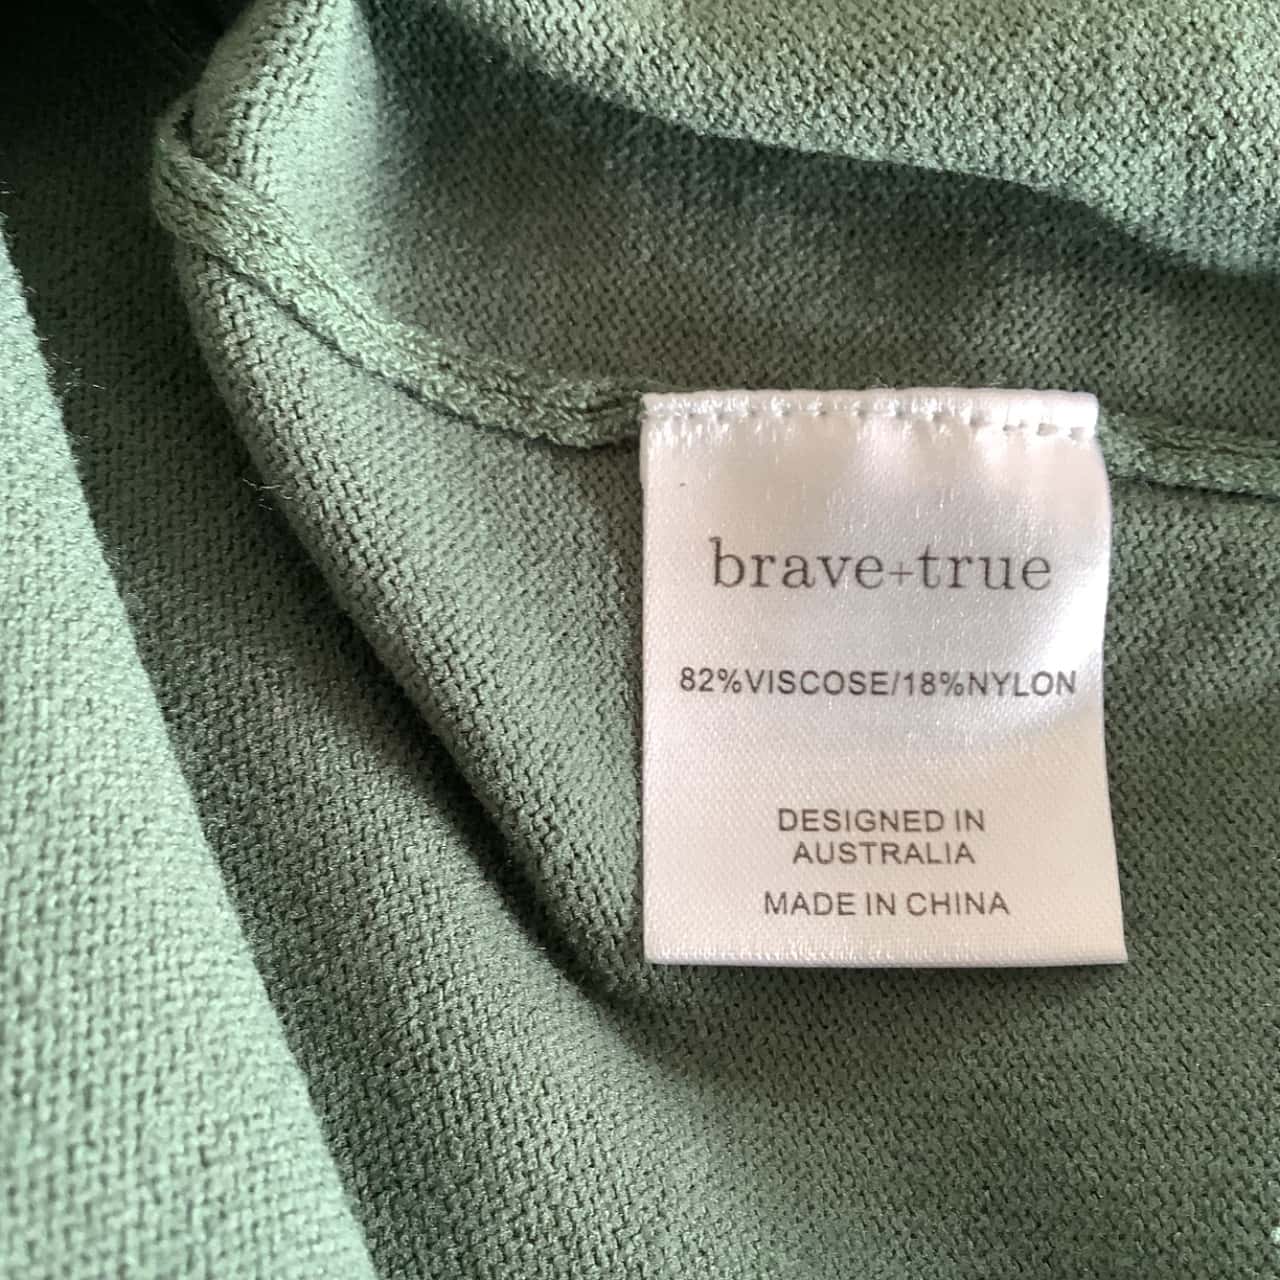 brave+true
82%VISCOSE/18%NYLON
DESIGNED IN
AUSTRALIA
MADE IN CHINA